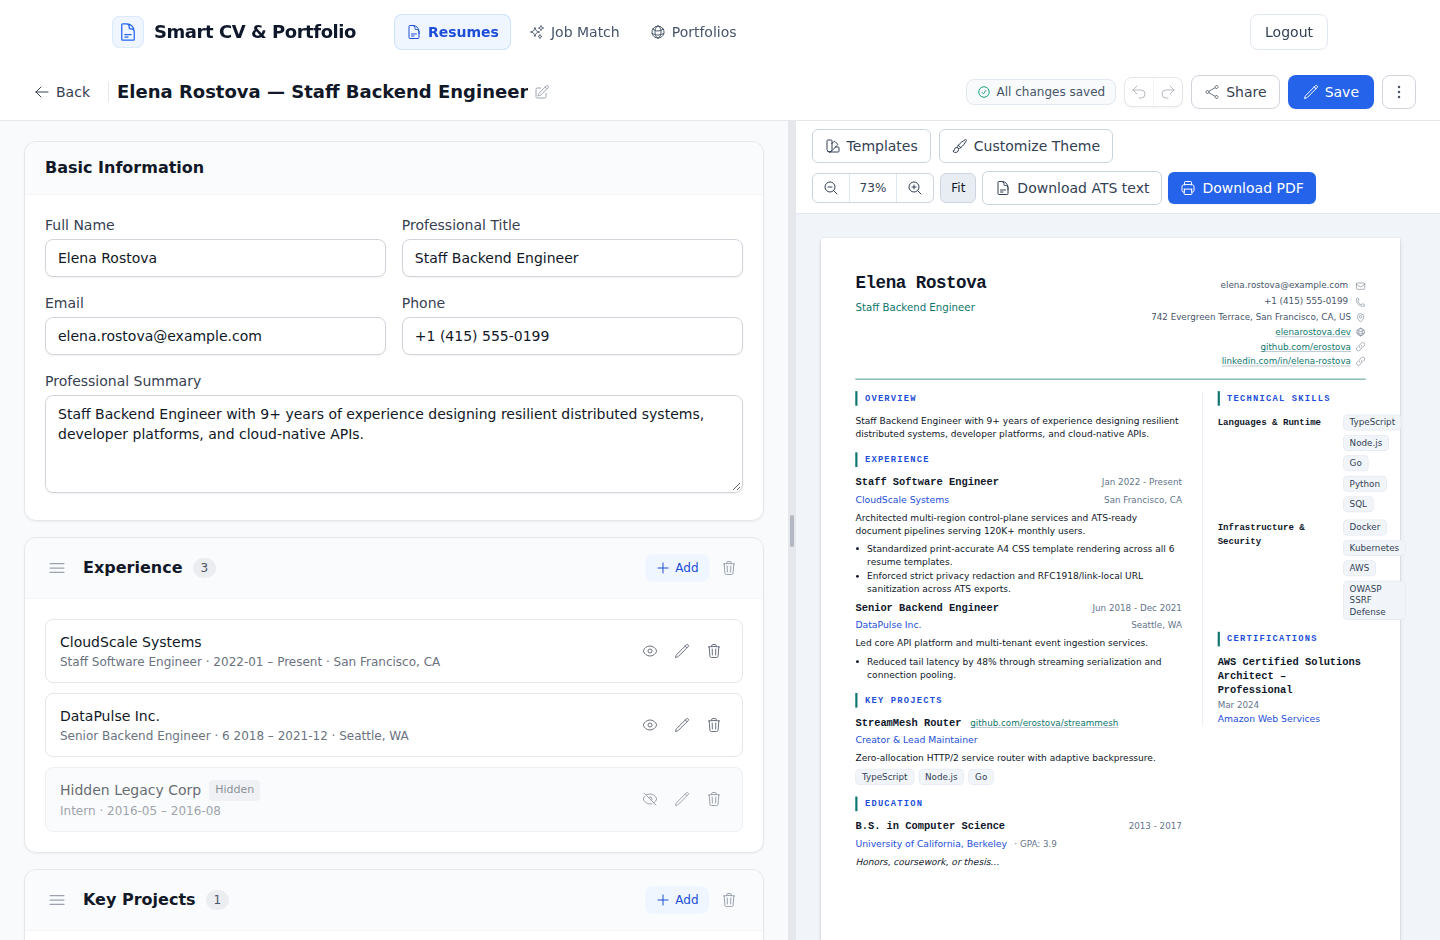 Smart CV & Portfolio
Resumes
Job Match
Portfolios
Logout
Back
Elena Rostova — Staff Backend Engineer
All changes saved
Share
Save
Basic Information
Full Name
Professional Title
Elena Rostova
Staff Backend Engineer
Email
Phone
elena.rostova@example.com
+1 (415) 555-0199
Professional Summary
Staff Backend Engineer with 9+ years of experience designing resilient distributed systems,
developer platforms, and cloud-native APIs.
Experience
3
Add
CloudScale Systems
Staff Software Engineer · 2022-01 – Present · San Francisco, CA
DataPulse Inc.
Senior Backend Engineer · 6 2018 – 2021-12 · Seattle, WA
Hidden Legacy Corp
Hidden
Intern · 2016-05 – 2016-08
Key Projects
1
Add
Templates
Customize Theme
73%
Fit
Download ATS text
Download PDF
Elena Rostova
Staff Backend Engineer
elena.rostova@example.com
+1 (415) 555-0199
742 Evergreen Terrace, San Francisco, CA, US
elenarostova.dev
github.com/erostova
linkedin.com/in/elena-rostova
OVERVIEW
Staff Backend Engineer with 9+ years of experience designing resilient
distributed systems, developer platforms, and cloud-native APIs.
EXPERIENCE
Staff Software Engineer
Jan 2022 - Present
CloudScale Systems
San Francisco, CA
Architected multi-region control-plane services and ATS-ready
document pipelines serving 120K+ monthly users.
• Standardized print-accurate A4 CSS template rendering across all 6
resume templates.
• Enforced strict privacy redaction and RFC1918/link-local URL
sanitization across ATS exports.
Senior Backend Engineer
Jun 2018 - Dec 2021
DataPulse Inc.
Seattle, WA
Led core API platform and multi-tenant event ingestion services.
• Reduced tail latency by 48% through streaming serialization and
connection pooling.
KEY PROJECTS
StreamMesh Router github.com/erostova/streammesh
Creator & Lead Maintainer
Zero-allocation HTTP/2 service router with adaptive backpressure.
TypeScript
Node.js
Go
EDUCATION
B.S. in Computer Science
2013 - 2017
University of California, Berkeley · GPA: 3.9
Honors, coursework, or thesis...
TECHNICAL SKILLS
Languages & Runtime
TypeScript
Node.js
Go
Python
SQL
Infrastructure &
Security
Docker
Kubernetes
AWS
OWASP
SSRF
Defense
CERTIFICATIONS
AWS Certified Solutions
Architect –
Professional
Mar 2024
Amazon Web Services